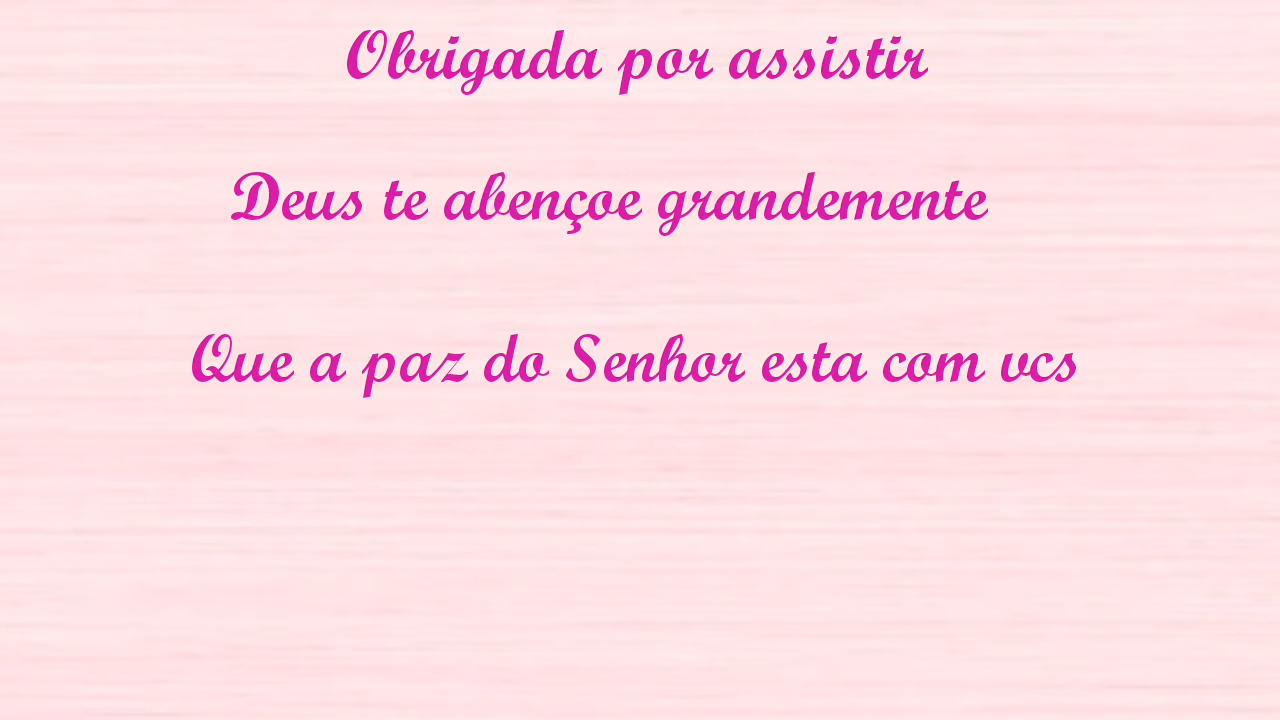 Obrigada por assistir
Deus te abençoe grandemente
Que a paz do Senhor esta com vcs